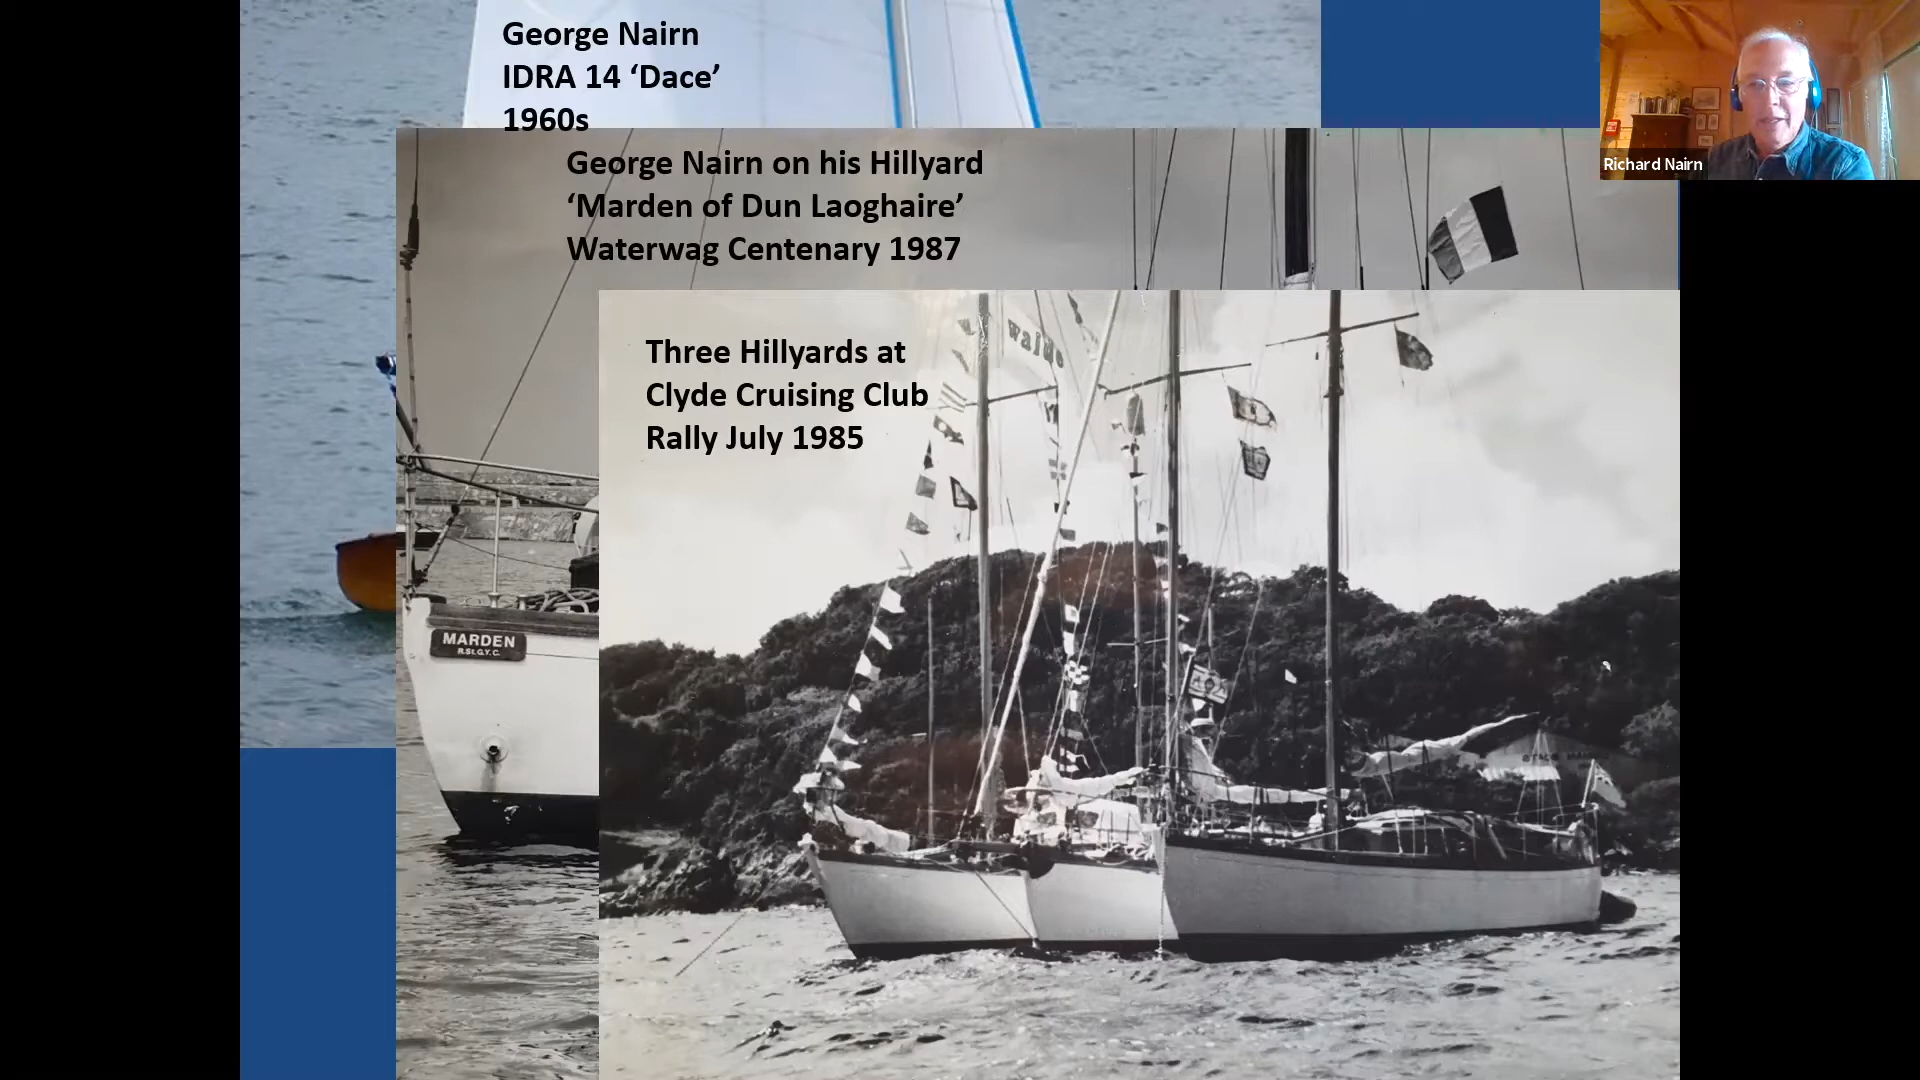 George Nairn
IDRA 14 ‘Dace’
1960s
George Nairn on his Hillyard
‘Marden of Dun Laoghaire’
Waterwag Centenary 1987
Three Hillyards at
Clyde Cruising Club
Rally July 1985
MARDEN
R.St.G.Y.C.
Richard Nairn